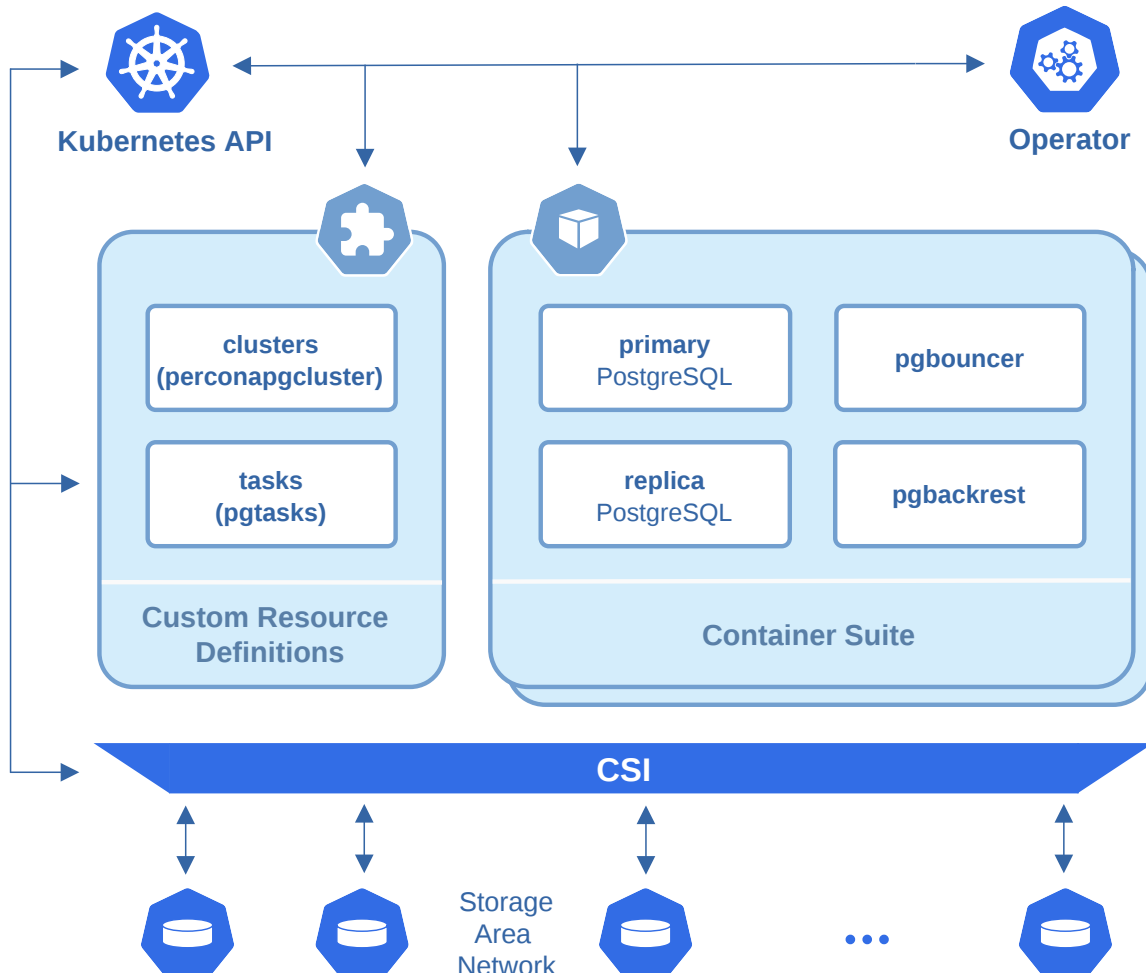 Kubernetes API
Operator
clusters
(perconapgcluster)
tasks
(pgtasks)
Custom Resource
Definitions
primary
PostgreSQL
pgbouncer
replica
PostgreSQL
pgbackrest
Container Suite
CSI
Storage
Area
Network